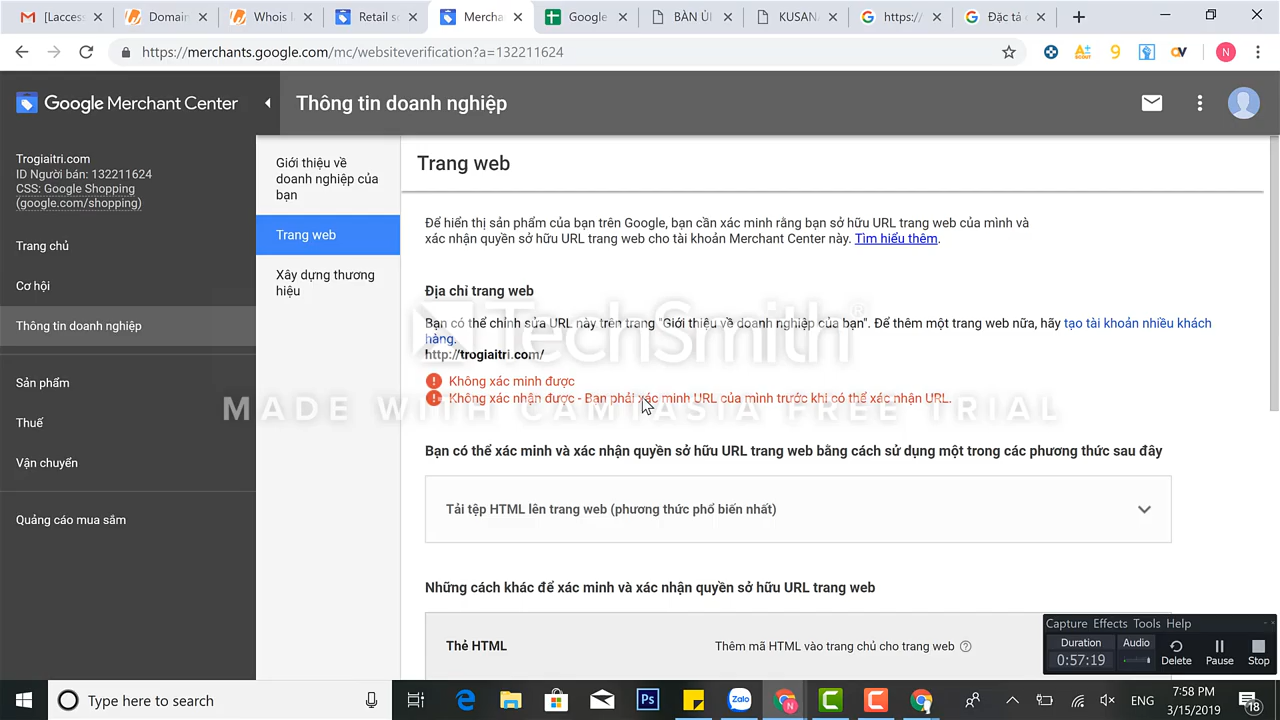 [Laccess
Domain
WhoIs
Retail so
Mercha
Google
BÀN ỦI
KUSAN
https:/
Đặc tả
https://merchants.google.com/mc/websiteverification?a=132211624
N
Google Merchant Center
Thông tin doanh nghiệp
Trogiaitri.com
ID Người bán: 132211624
CSS: Google Shopping
(google.com/shopping)
Trang chủ
Cơ hội
Thông tin doanh nghiệp
Sản phẩm
Thuế
Vận chuyển
Quảng cáo mua sắm
Giới thiệu về
doanh nghiệp của
bạn
Trang web
Xây dựng thương
hiệu
Trang web
Để hiển thị sản phẩm của bạn trên Google, bạn cần xác minh rằng bạn sở hữu URL trang web của mình và
xác nhận quyền sở hữu URL trang web cho tài khoản Merchant Center này. Tìm hiểu thêm.
Địa chỉ trang web
Bạn có thể chỉnh sửa URL này trên trang "Giới thiệu về doanh nghiệp của bạn". Để thêm một trang web nữa, hãy tạo tài khoản nhiều khách
hàng.
http://trogiaitri.com/
Không xác minh được
Không xác nhận được - Bạn phải xác minh URL của mình trước khi có thể xác nhận URL.
TechSmith®
MADE WITH CAMTASIA FREE TRIAL
Bạn có thể xác minh và xác nhận quyền sở hữu URL trang web bằng cách sử dụng một trong các phương thức sau đây
Tải tệp HTML lên trang web (phương thức phổ biến nhất)
Những cách khác để xác minh và xác nhận quyền sở hữu URL trang web
Thẻ HTML
Thêm mã HTML vào trang chủ cho trang web
Capture Effects Tools Help
Duration
0:57:19
Audio
Delete
Pause
Stop
Type here to search
Ps
Zalo
ENG
7:58 PM
3/15/2019
18